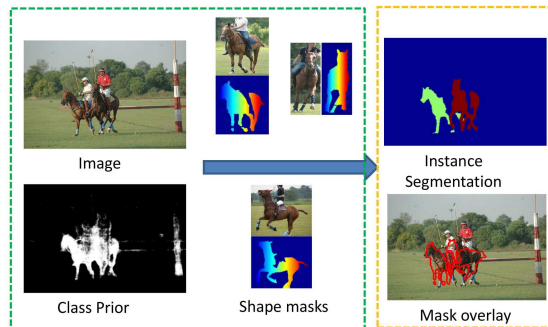 Image
Class Prior
Shape masks
Instance
Segmentation
Mask overlay